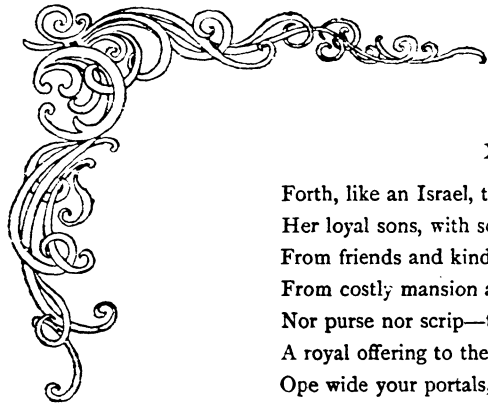 Forth, like an Israel,
Her loyal sons, with
From friends and
From costly mansion
Nor purse nor scrip—
A royal offering to the
Ope wide your portals,